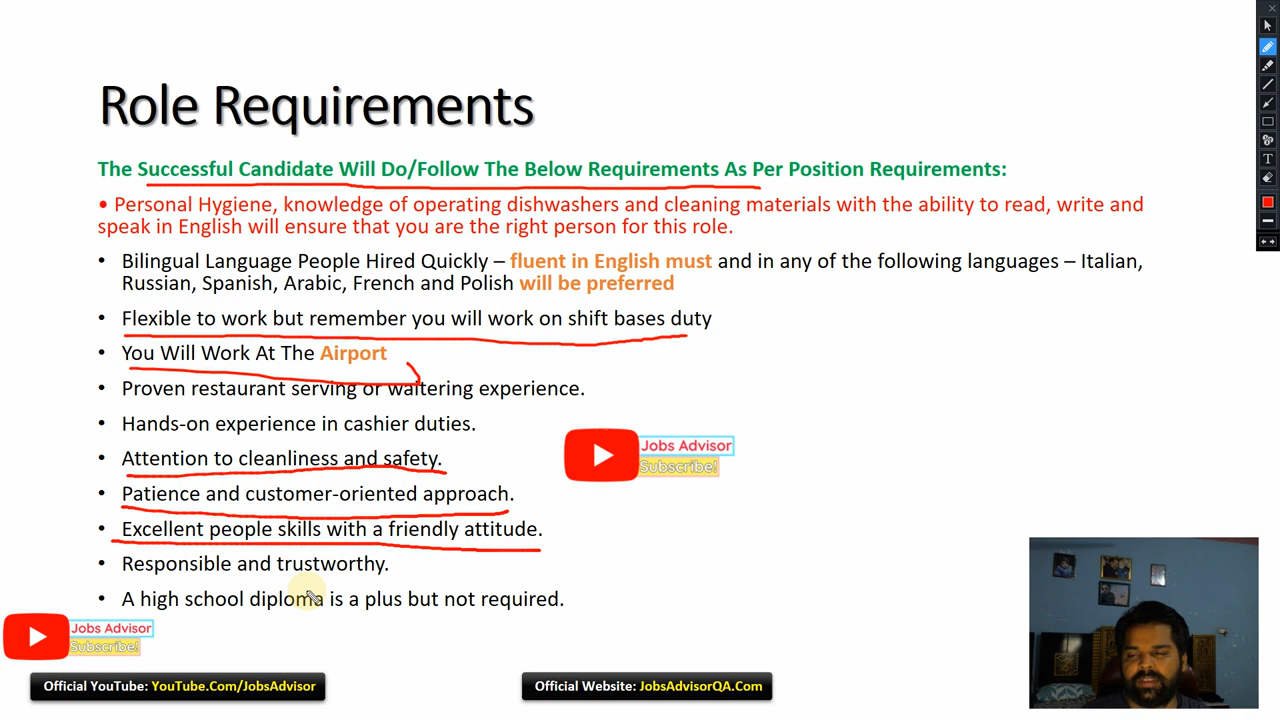 Role Requirements
The Successful Candidate Will Do/Follow The Below Requirements As Per Position Requirements:
• Personal Hygiene, knowledge of operating dishwashers and cleaning materials with the ability to read, write and
speak in English will ensure that you are the right person for this role.
• Bilingual Language People Hired Quickly – fluent in English must and in any of the following languages – Italian,
Russian, Spanish, Arabic, French and Polish will be preferred
• Flexible to work but remember you will work on shift bases duty
• You Will Work At The Airport
• Proven restaurant serving or waitering experience.
• Hands-on experience in cashier duties.
• Attention to cleanliness and safety.
• Patience and customer-oriented approach.
• Excellent people skills with a friendly attitude.
• Responsible and trustworthy.
• A high school diploma is a plus but not required.
Jobs Advisor
Subscribe!
Jobs Advisor
Subscribe!
Official YouTube: YouTube.Com/JobsAdvisor
Official Website: JobsAdvisorQA.Com
T